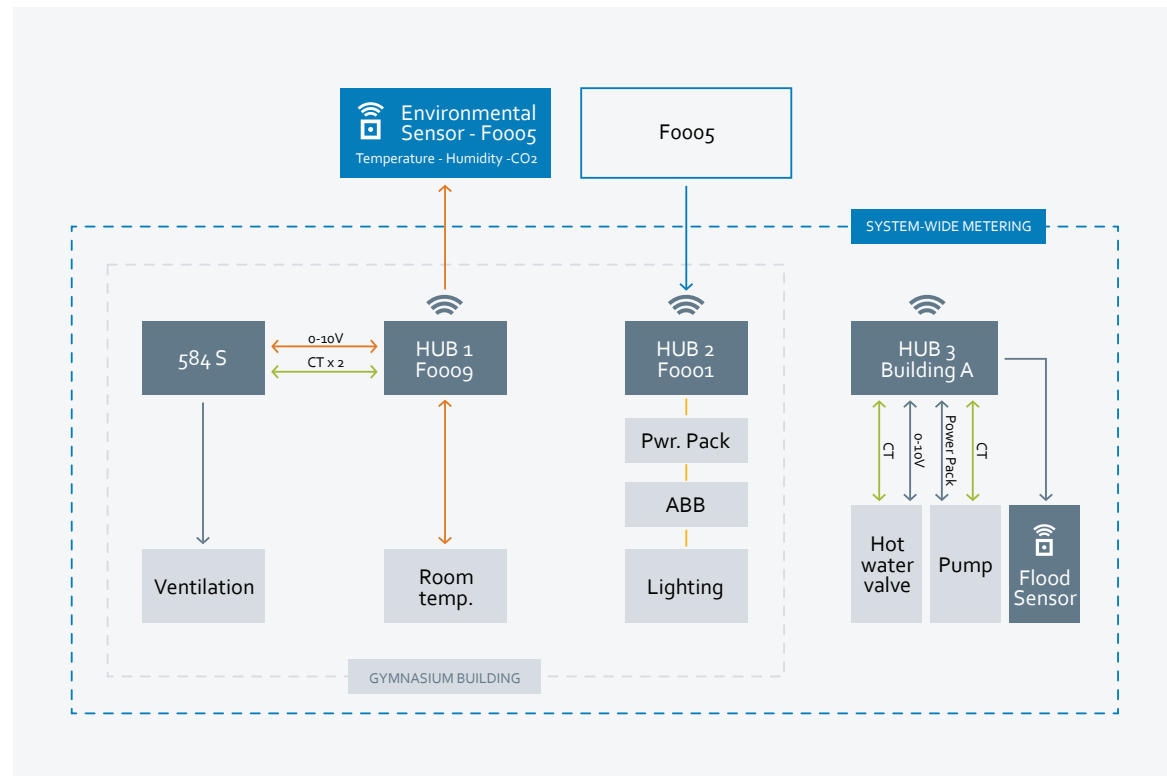 Environmental
Sensor - F0005
Temperature - Humidity -CO2
F0005
SYSTEM-WIDE METERING
584 S
0-10V
CT x 2
HUB 1
F0009
HUB 2
F0001
HUB 3
Building A
Pwr. Pack
ABB
CT
0-10V
Power Pack
CT
Ventilation
Room
temp.
Lighting
Hot
water
valve
Pump
Flood
Sensor
GYMNASIUM BUILDING